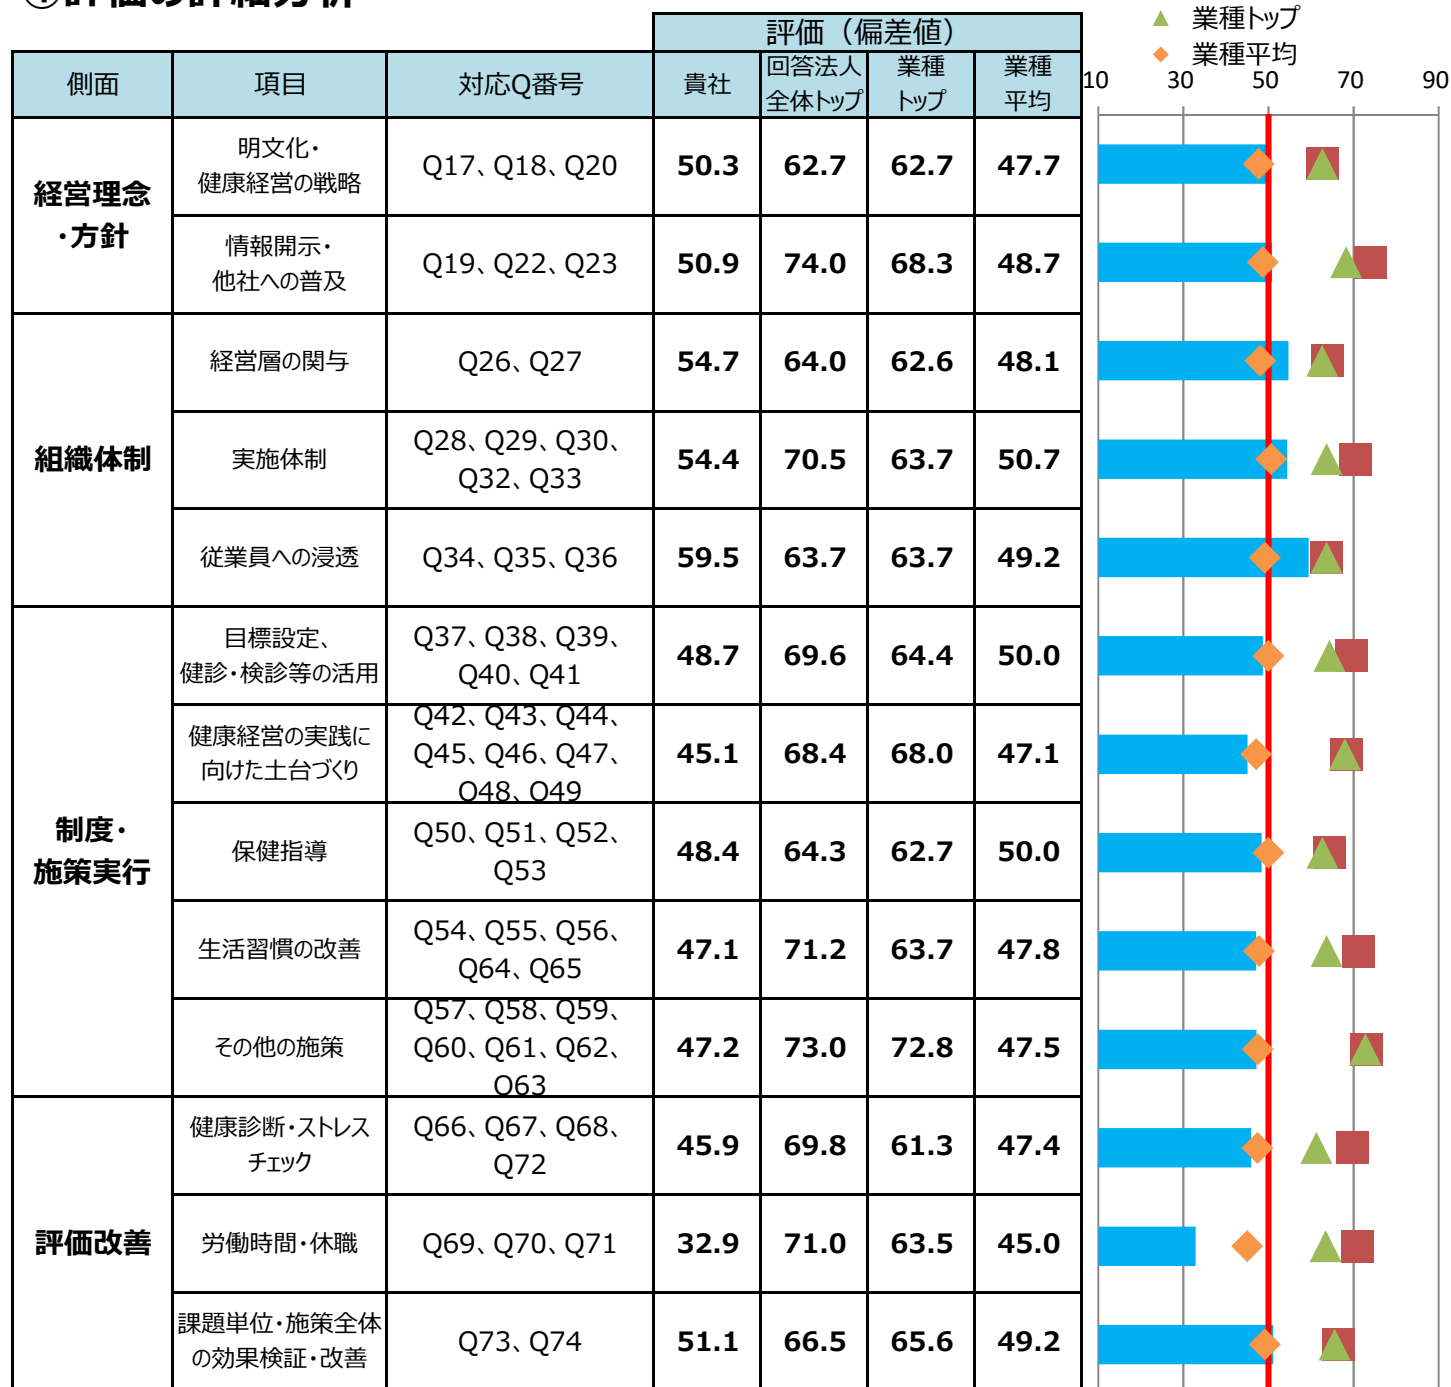 ①評価の詳細分析
業種トップ
業種平均
評価（偏差値）
側面 項目 対応Q番号 貴社 回答法人全体トップ 業種トップ 業種平均
10 30 50 70 90
経営理念・方針
明文化・
健康経営の戦略
Q17、Q18、Q20
50.3 62.7 62.7 47.7
情報開示・
他社への普及
Q19、Q22、Q23
50.9 74.0 68.3 48.7
組織体制
経営層の関与
Q26、Q27
54.7 64.0 62.6 48.1
実施体制
Q28、Q29、Q30、
Q32、Q33
54.4 70.5 63.7 50.7
従業員への浸透
Q34、Q35、Q36
59.5 63.7 63.7 49.2
制度・
施策実行
目標設定、
健診・検診等の活用
Q37、Q38、Q39、
Q40、Q41
48.7 69.6 64.4 50.0
健康経営の実践に
向けた土台づくり
Q42、Q43、Q44、
Q45、Q46、Q47、
Q48、Q49
45.1 68.4 68.0 47.1
保健指導
Q50、Q51、Q52、
Q53
48.4 64.3 62.7 50.0
生活習慣の改善
Q54、Q55、Q56、
Q64、Q65
47.1 71.2 63.7 47.8
その他の施策
Q57、Q58、Q59、
Q60、Q61、Q62、
Q63
47.2 73.0 72.8 47.5
評価改善
健康診断・ストレス
チェック
Q66、Q67、Q68、
Q72
45.9 69.8 61.3 47.4
労働時間・休職
Q69、Q70、Q71
32.9 71.0 63.5 45.0
課題単位・施策全体
の効果検証・改善
Q73、Q74
51.1 66.5 65.6 49.2